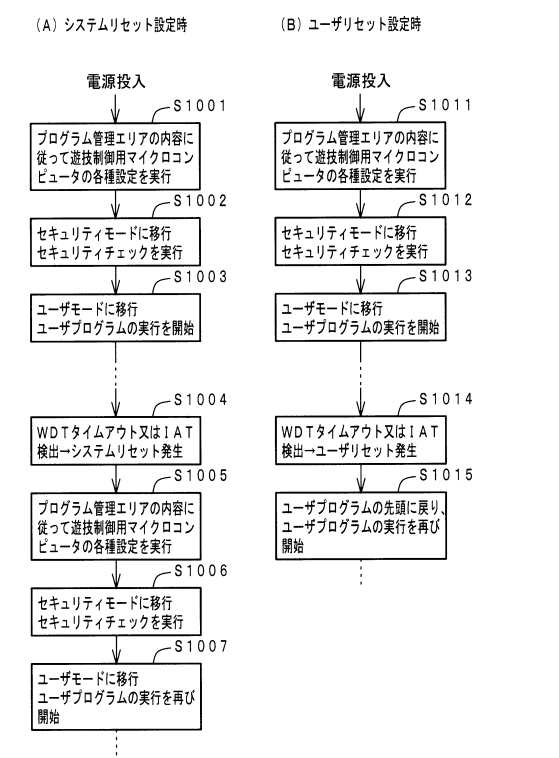 (A) システムリセット設定時
電源投入
S1001
プログラム管理エリアの内容に
従って遊技制御用マイクロコン
ピュータの各種設定を実行
S1002
セキュリティモードに移行
セキュリティチェックを実行
S1003
ユーザモードに移行
ユーザプログラムの実行を開始
S1004
WDTタイムアウト又はIAT
検出→システムリセット発生
S1005
プログラム管理エリアの内容に
従って遊技制御用マイクロコン
ピュータの各種設定を実行
S1006
セキュリティモードに移行
セキュリティチェックを実行
S1007
ユーザモードに移行
ユーザプログラムの実行を再び
開始
(B) ユーザリセット設定時
電源投入
S1011
プログラム管理エリアの内容に
従って遊技制御用マイクロコン
ピュータの各種設定を実行
S1012
セキュリティモードに移行
セキュリティチェックを実行
S1013
ユーザモードに移行
ユーザプログラムの実行を開始
S1014
WDTタイムアウト又はIAT
検出→ユーザリセット発生
S1015
ユーザプログラムの先頭に戻り、
ユーザプログラムの実行を再び
開始